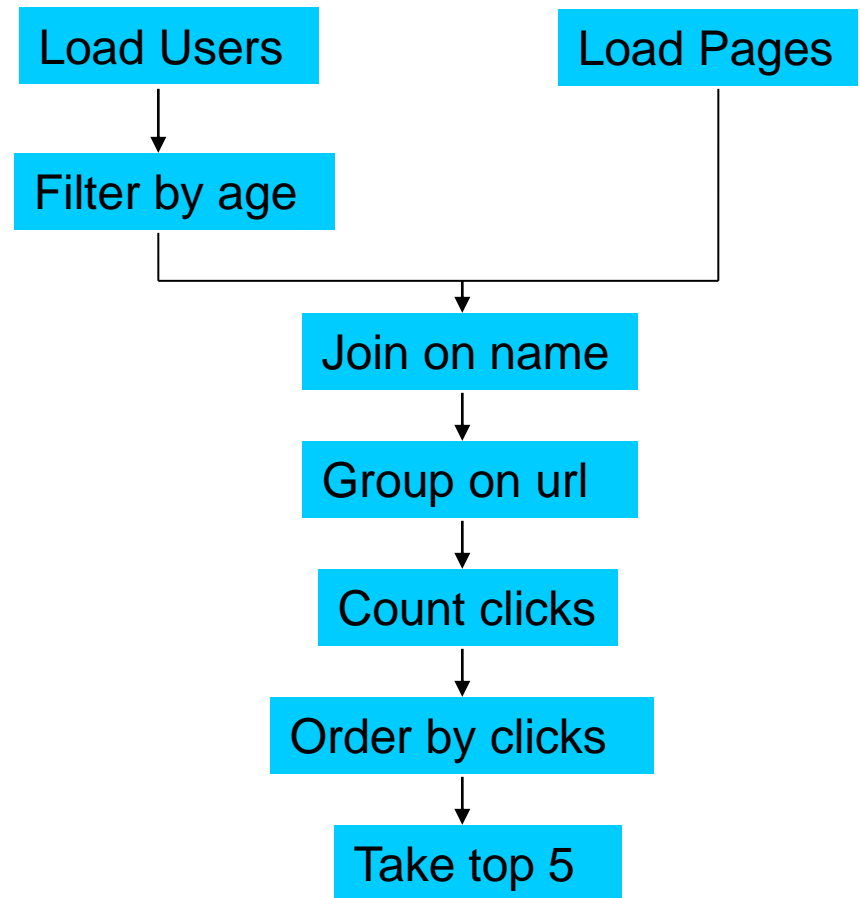 Load Users
Load Pages
Filter by age
Join on name
Group on url
Count clicks
Order by clicks
Take top 5